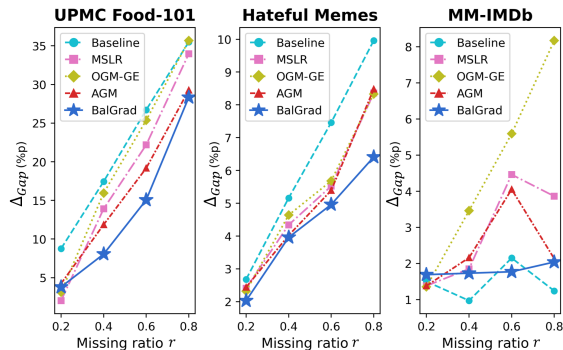 UPMC Food-101
Δ_Gap (%p)
35
30
25
20
15
10
5
Baseline
MSLR
OGM-GE
AGM
BalGrad
0.2 0.4 0.6 0.8
Missing ratio r
Hateful Memes
Δ_Gap (%p)
10
9
8
7
6
5
4
3
2
Baseline
MSLR
OGM-GE
AGM
BalGrad
0.2 0.4 0.6 0.8
Missing ratio r
MM-IMDb
Δ_Gap (%p)
8
7
6
5
4
3
2
1
Baseline
MSLR
OGM-GE
AGM
BalGrad
0.2 0.4 0.6 0.8
Missing ratio r